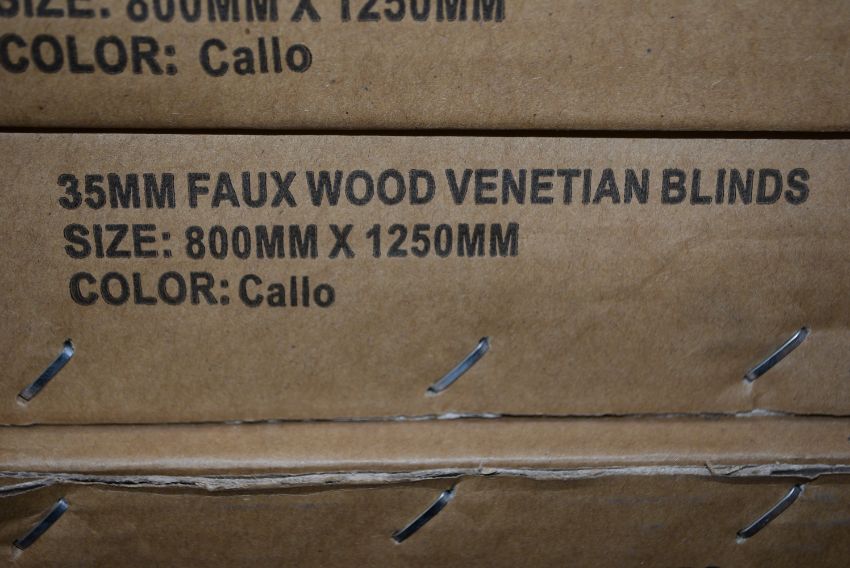 SIZE: 800MM X 1250MM
COLOR: Callo
35MM FAUX WOOD VENETIAN BLINDS
SIZE: 800MM X 1250MM
COLOR: Callo